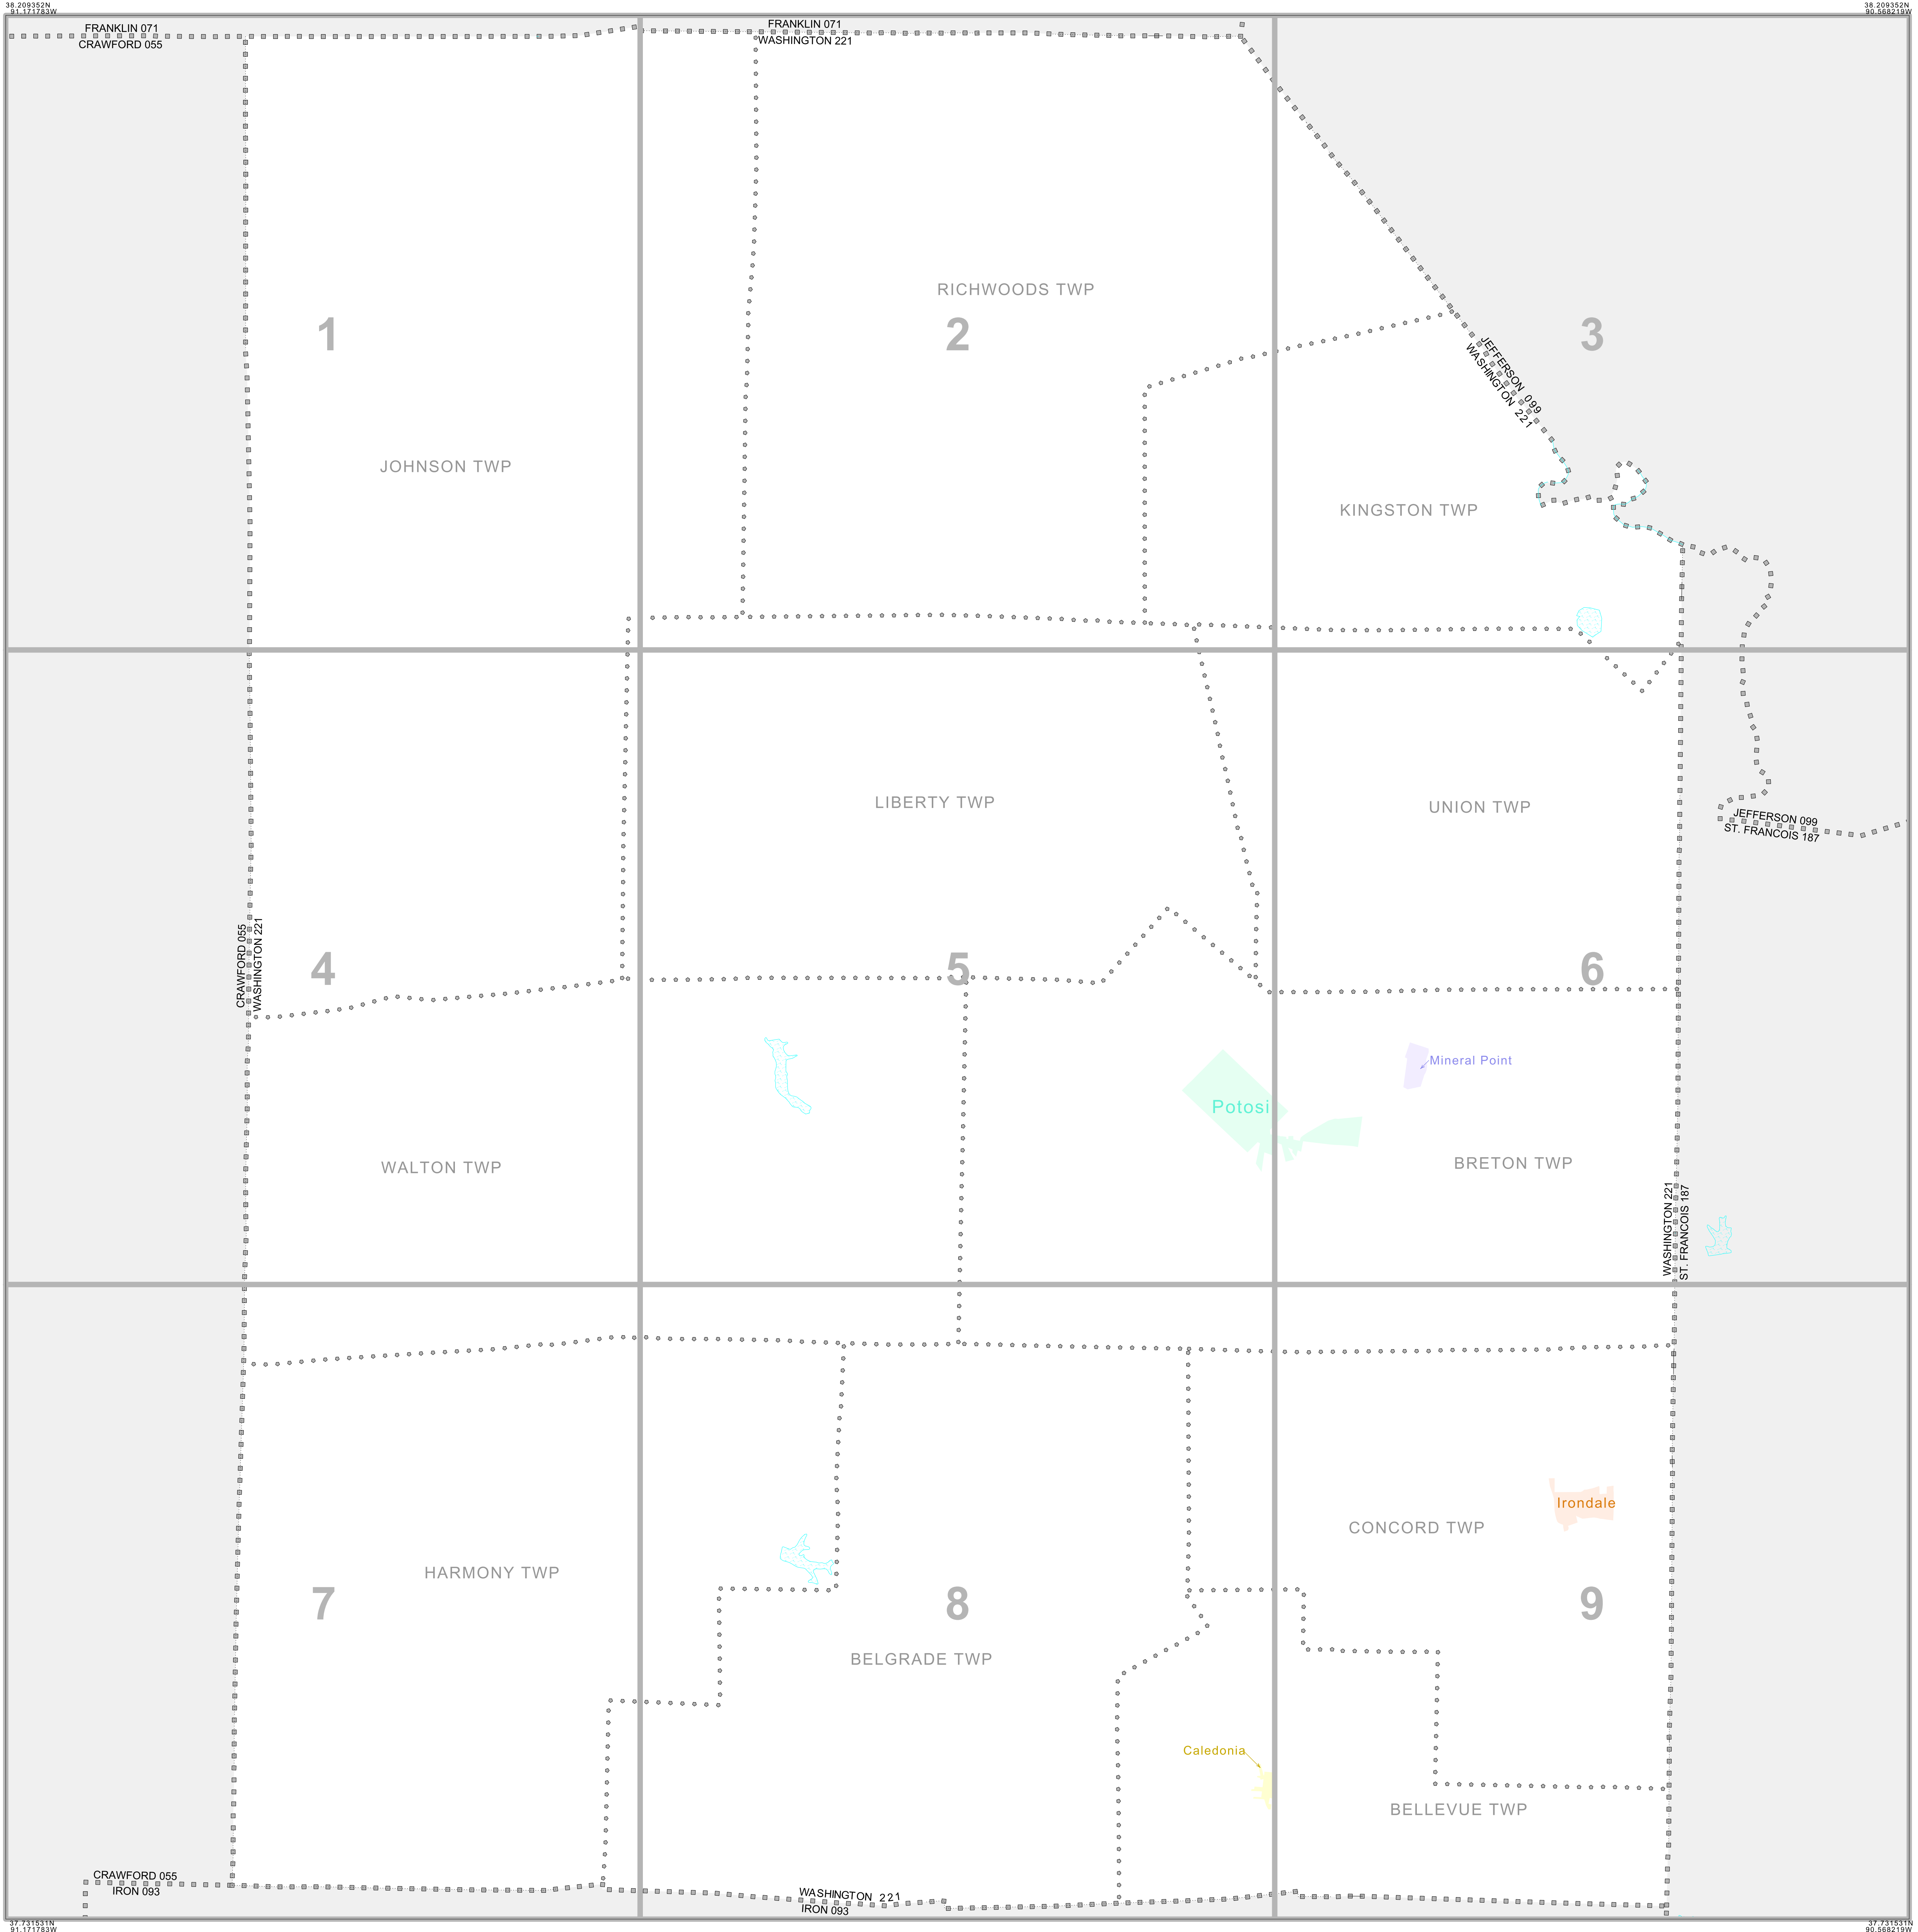 38.209352N
91.171783W
38.209352N
90.568219W
FRANKLIN 071
CRAWFORD 055
FRANKLIN 071
WASHINGTON 221
RICHWOODS TWP
1
2
3
JEFFERSON 099
WASHINGTON 221
JOHNSON TWP
KINGSTON TWP
LIBERTY TWP
UNION TWP
JEFFERSON 099
ST. FRANCOIS 187
CRAWFORD 055
WASHINGTON 221
4
5
6
Mineral Point
Potosi
WALTON TWP
BRETON TWP
WASHINGTON 221
ST. FRANCOIS 187
Irondale
CONCORD TWP
HARMONY TWP
7
8
9
BELGRADE TWP
Caledonia
BELLEVUE TWP
CRAWFORD 055
IRON 093
WASHINGTON 221
IRON 093
37.731531N
91.171783W
37.731531N
90.568219W